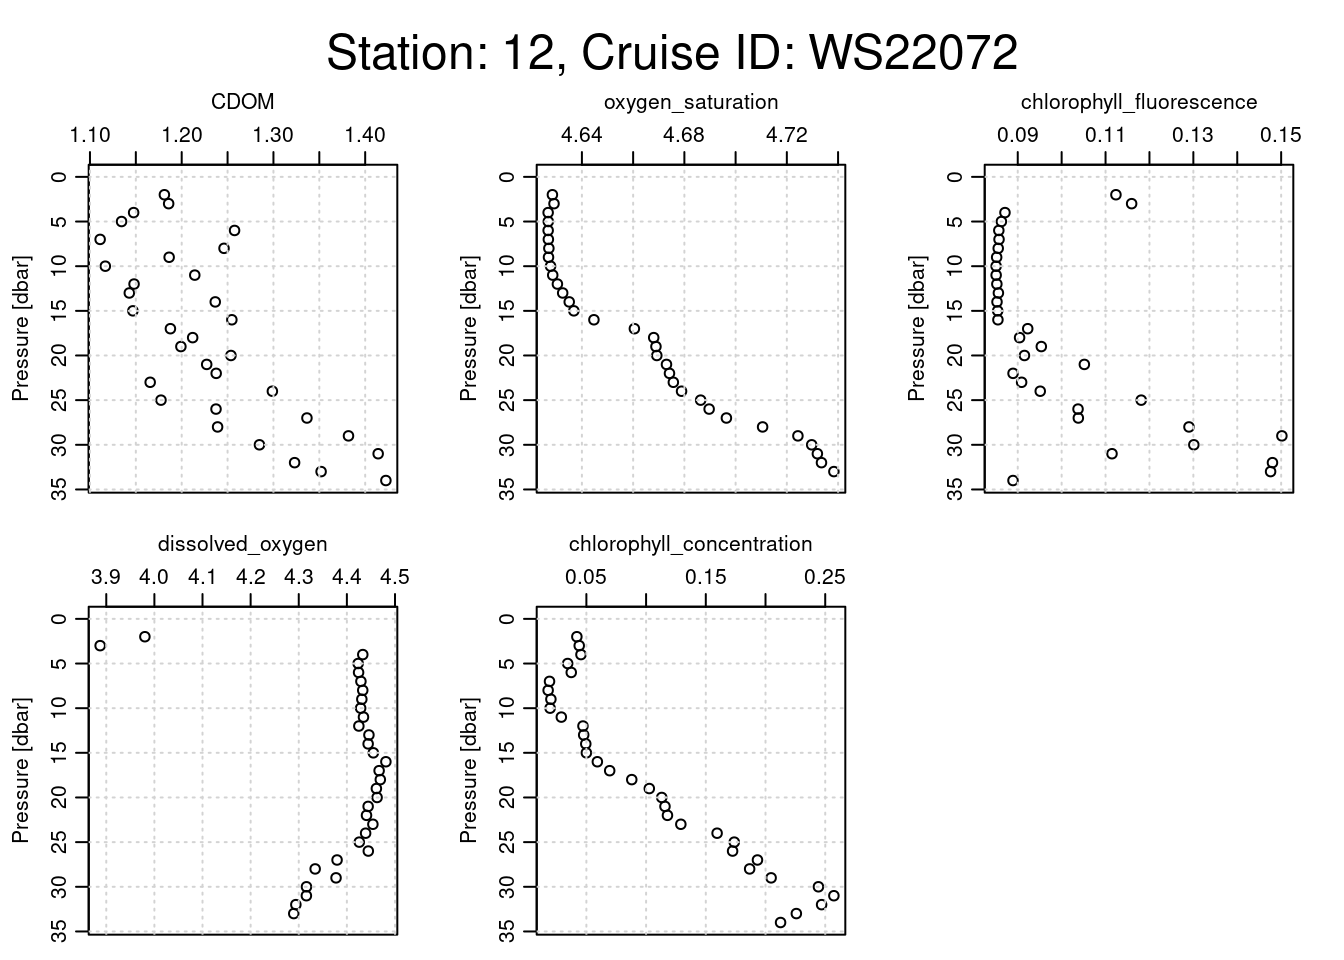 Station: 12, Cruise ID: WS22072
CDOM
1.10 1.20 1.30 1.40
0 5 10 15 20 25 30 35
Pressure [dbar]
oxygen_saturation
4.64 4.68 4.72
0 5 10 15 20 25 30 35
Pressure [dbar]
chlorophyll_fluorescence
0.09 0.11 0.13 0.15
0 5 10 15 20 25 30 35
Pressure [dbar]
dissolved_oxygen
3.9 4.0 4.1 4.2 4.3 4.4 4.5
0 5 10 15 20 25 30 35
Pressure [dbar]
chlorophyll_concentration
0.05 0.15 0.25
0 5 10 15 20 25 30 35
Pressure [dbar]